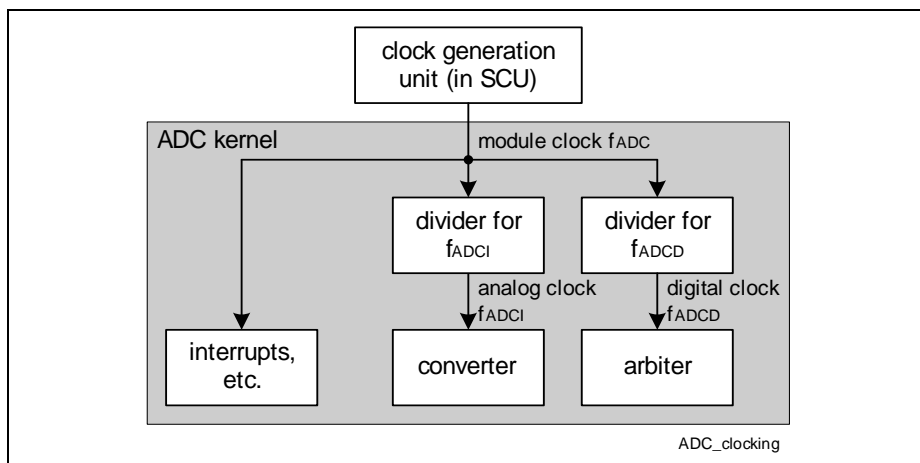 clock generation
unit (in SCU)
ADC kernel
module clock fADC
divider for
fADCI
divider for
fADCD
analog clock
fADCI
digital clock
fADCD
interrupts,
etc.
converter
arbiter
ADC_clocking